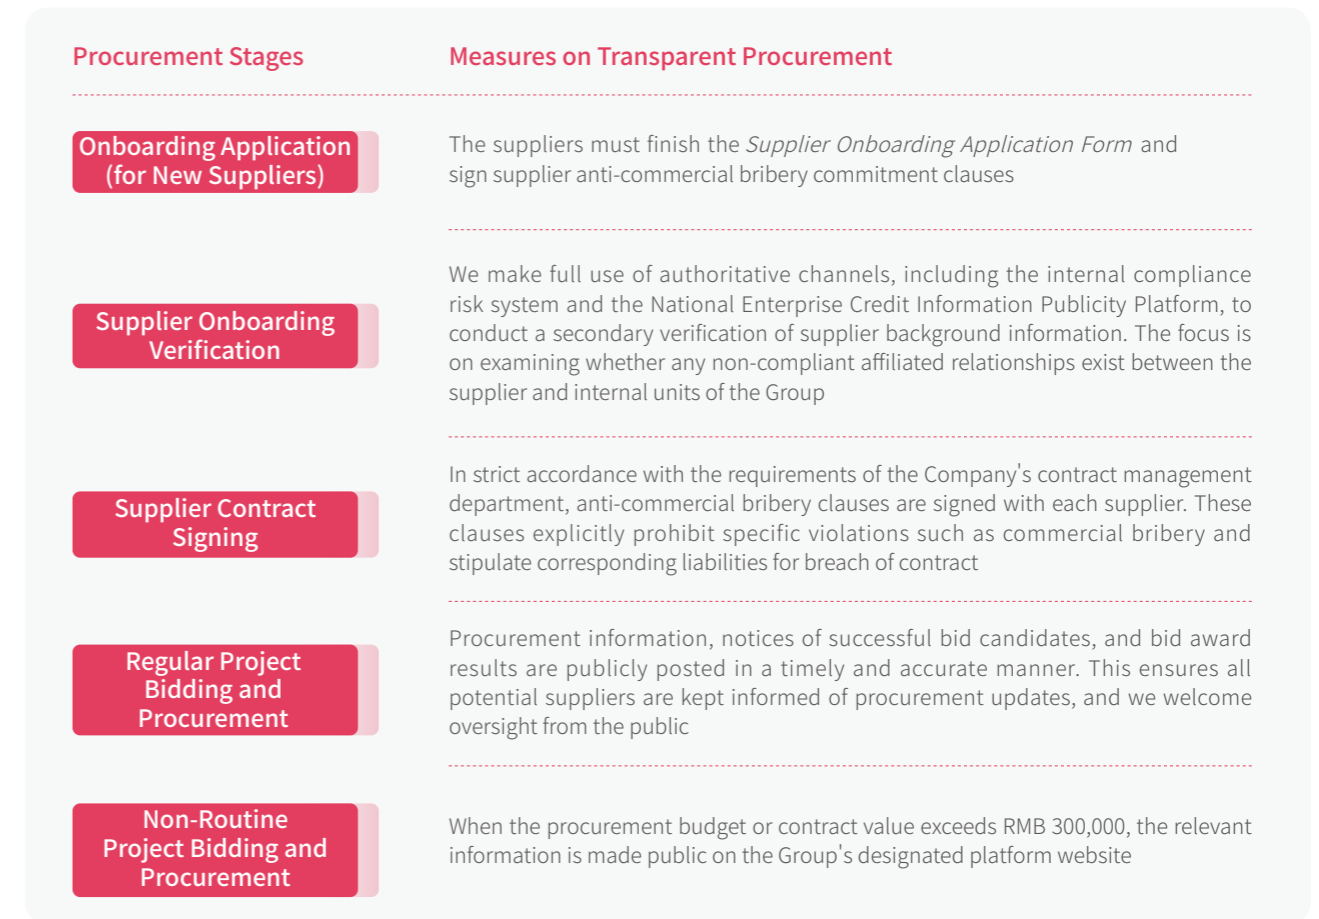 Procurement Stages
Measures on Transparent Procurement
Onboarding Application
(for New Suppliers)
The suppliers must finish the Supplier Onboarding Application Form and
sign supplier anti-commercial bribery commitment clauses
Supplier Onboarding
Verification
We make full use of authoritative channels, including the internal compliance
risk system and the National Enterprise Credit Information Publicity Platform, to
conduct a secondary verification of supplier background information. The focus is
on examining whether any non-compliant affiliated relationships exist between the
supplier and internal units of the Group
Supplier Contract
Signing
In strict accordance with the requirements of the Company's contract management
department, anti-commercial bribery clauses are signed with each supplier. These
clauses explicitly prohibit specific violations such as commercial bribery and
stipulate corresponding liabilities for breach of contract
Regular Project
Bidding and
Procurement
Procurement information, notices of successful bid candidates, and bid award
results are publicly posted in a timely and accurate manner. This ensures all
potential suppliers are kept informed of procurement updates, and we welcome
oversight from the public
Non-Routine
Project Bidding and
Procurement
When the procurement budget or contract value exceeds RMB 300,000, the relevant
information is made public on the Group's designated platform website